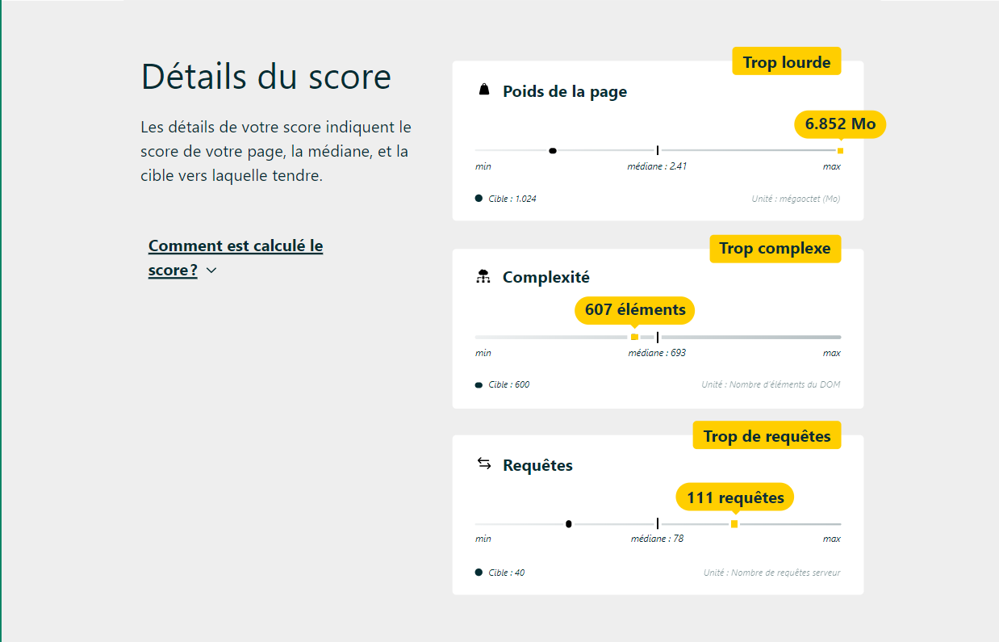 Détails du score
Les détails de votre score indiquent le
score de votre page, la médiane, et la
cible vers laquelle tendre.
Comment est calculé le
score ?
Trop lourde
Poids de la page
6.852 Mo
min
médiane : 2.41
max
Cible : 1.024
Unité : mégaoctet (Mo)
Trop complexe
Complexité
607 éléments
min
médiane : 693
max
Cible : 600
Unité : Nombre d'éléments du DOM
Trop de requêtes
Requêtes
111 requêtes
min
médiane : 78
max
Cible : 40
Unité : Nombre de requêtes serveur